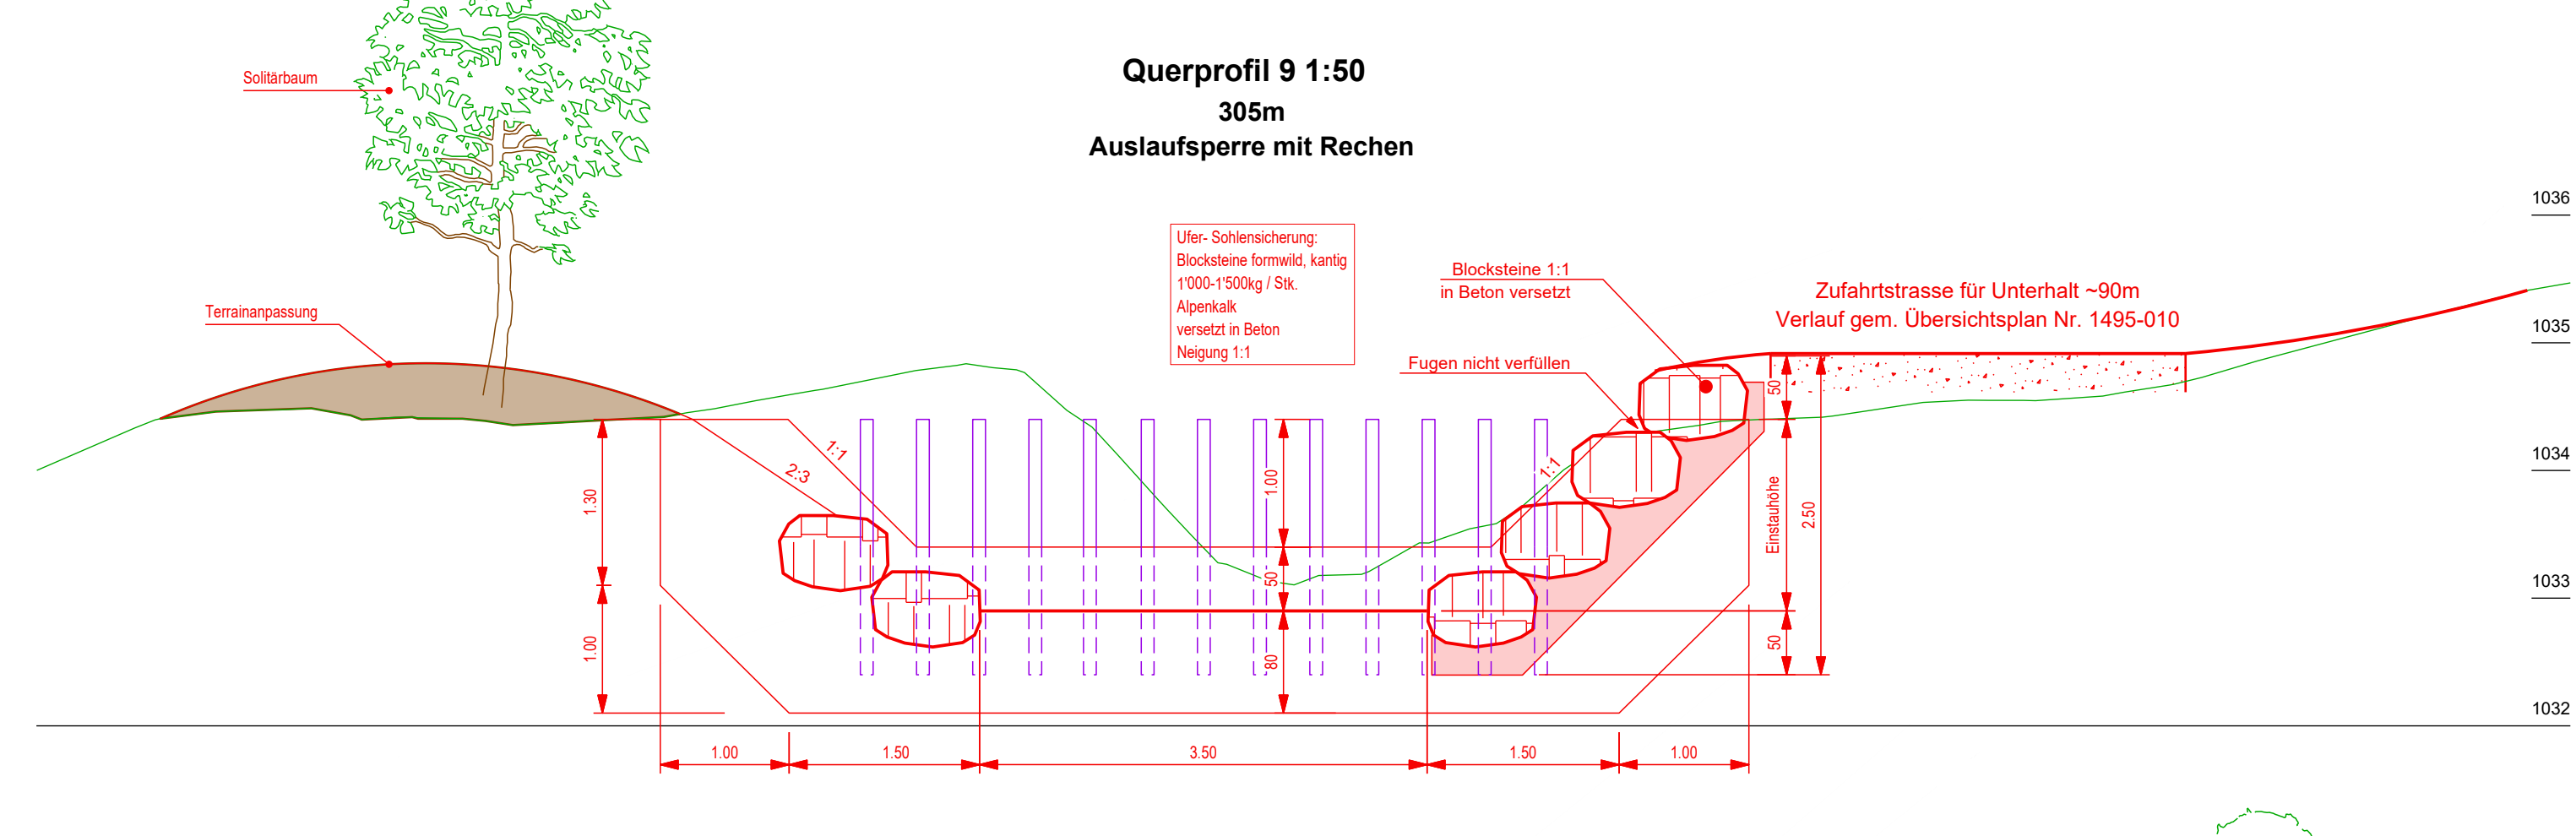 Querprofil 9 1:50
305m
Auslaufsperre mit Rechen
Solitärbaum
Terrainanpassung
Ufer- Sohlensicherung:
Blocksteine formwild, kantig
1'000-1'500kg / Stk.
Alpenkalk
versetzt in Beton
Neigung 1:1
Blocksteine 1:1
in Beton versetzt
Fugen nicht verfüllen
Zufahrtstrasse für Unterhalt ~90m
Verlauf gem. Übersichtsplan Nr. 1495-010
1036
1035
1034
1033
1032
1:1
2:3
1:1
1.30
1.00
1.00
50
80
50
Einstauhöhe
2.50
50
1.00
1.50
3.50
1.50
1.00